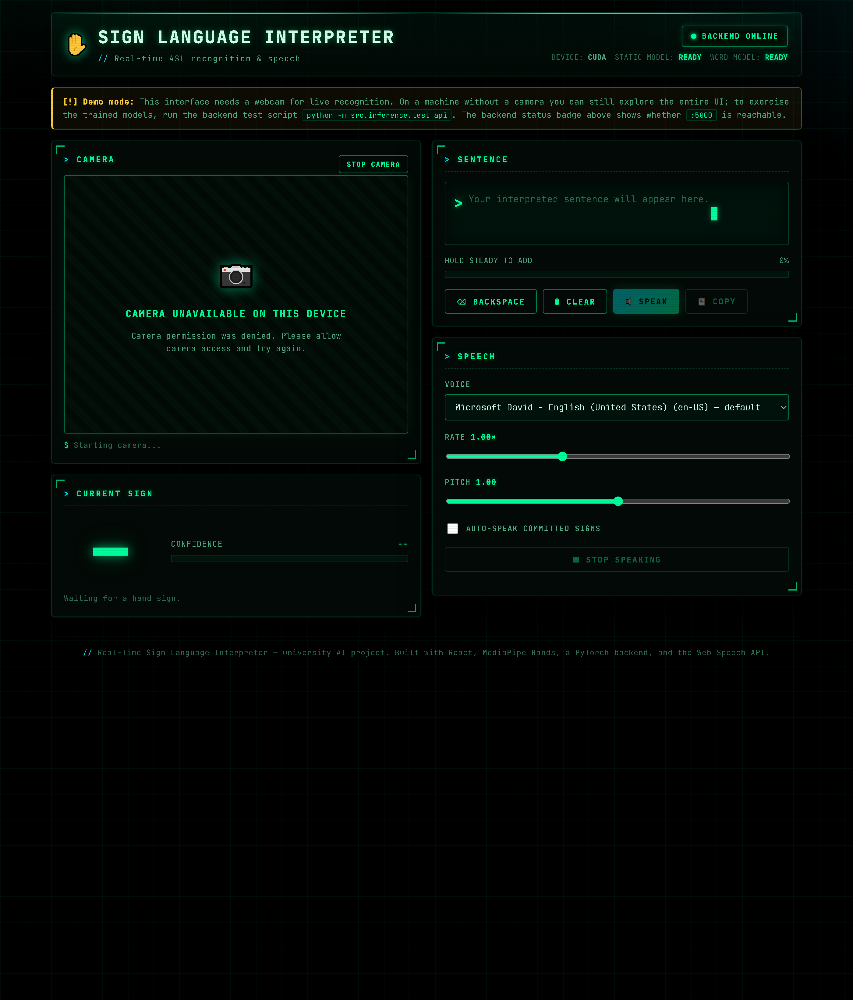 SIGN LANGUAGE INTERPRETER
// Real-time ASL recognition & speech
BACKEND ONLINE
DEVICE: CUDA STATIC MODEL: READY WORD MODEL: READY
[!] Demo mode: This interface needs a webcam for live recognition. On a machine without a camera you can still explore the entire UI; to exercise
the trained models, run the backend test script python -m src.inference.test_api. The backend status badge above shows whether :5000 is reachable.
> CAMERA
STOP CAMERA
CAMERA UNAVAILABLE ON THIS DEVICE
Camera permission was denied. Please allow
camera access and try again.
$ Starting camera...
> CURRENT SIGN
CONFIDENCE --
Waiting for a hand sign.
> SENTENCE
> Your interpreted sentence will appear here.
HOLD STEADY TO ADD 0%
⌫ BACKSPACE CLEAR SPEAK COPY
> SPEECH
VOICE
Microsoft David - English (United States) (en-US) — default
RATE 1.00×
PITCH 1.00
AUTO-SPEAK COMMITTED SIGNS
■ STOP SPEAKING
// Real-Time Sign Language Interpreter — university AI project. Built with React, MediaPipe Hands, a PyTorch backend, and the Web Speech API.